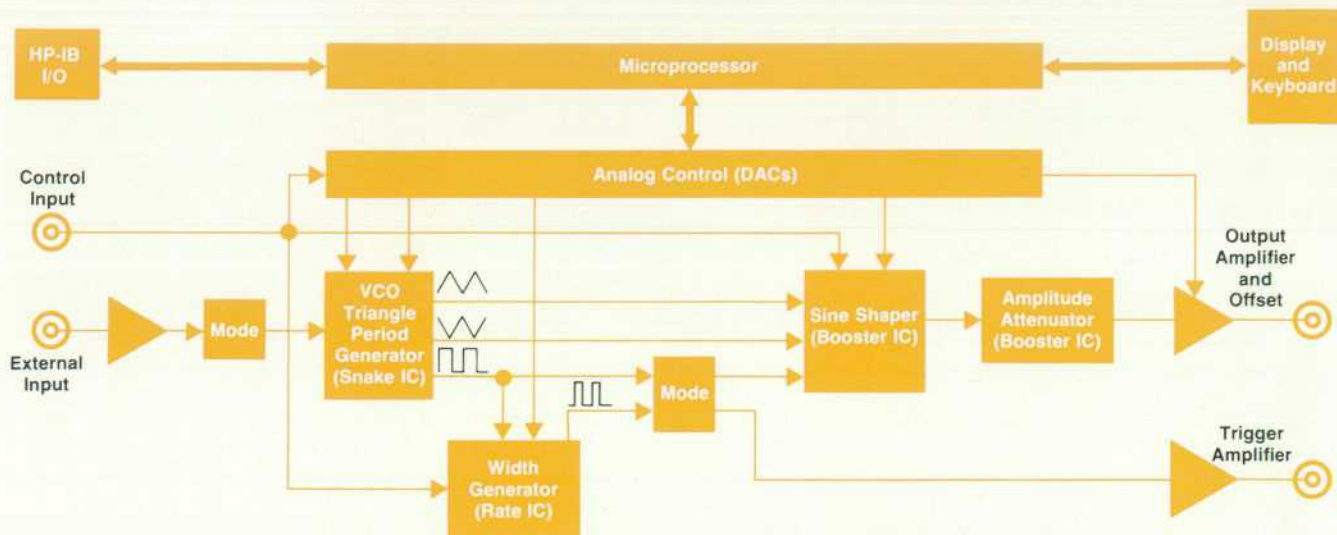 HP-IB
I/O
Microprocessor
Display
and
Keyboard
Control
Input
Analog Control (DACs)
External
Input
Mode
VCO
Triangle
Period
Generator
(Snake IC)
Width
Generator
(Rate IC)
Mode
Sine Shaper
(Booster IC)
Amplitude
Attenuator
(Booster IC)
Output
Amplifier
and
Offset
Trigger
Amplifier